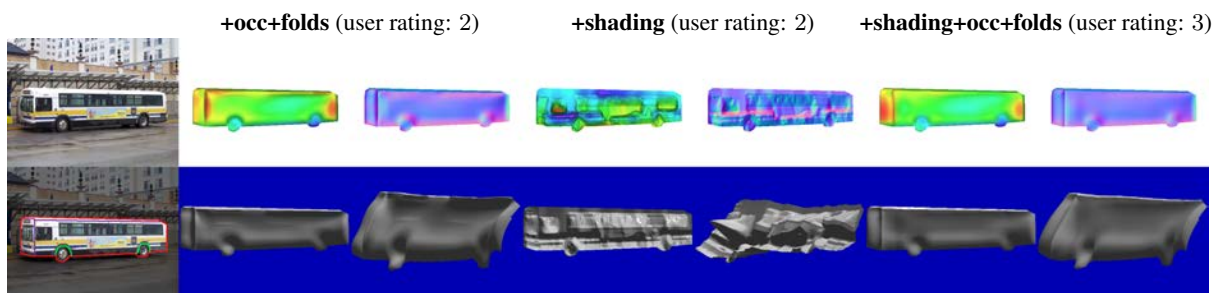 +occ+folds (user rating: 2) +shading (user rating: 2) +shading+occ+folds (user rating: 3)